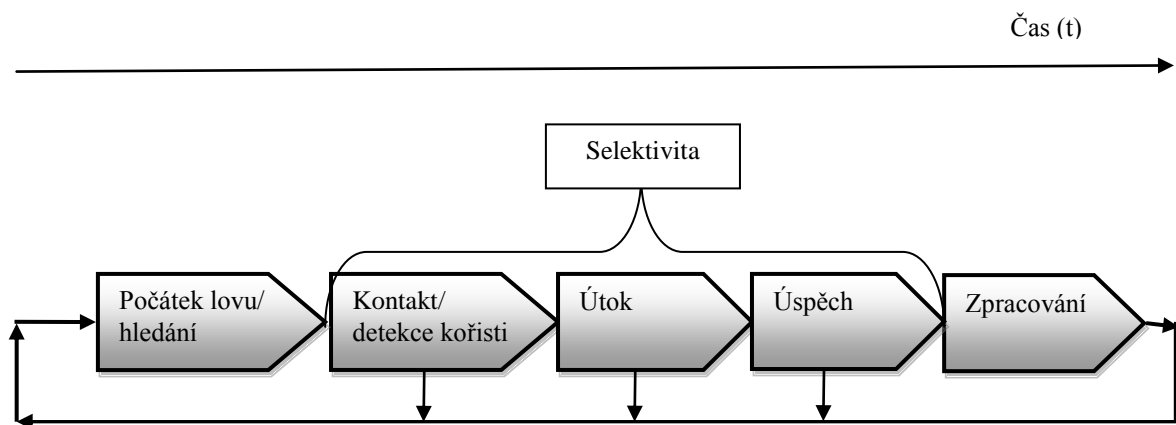 Čas (t)
Selektivita
Počátek lovu/
hledání
Kontakt/
detekce kořisti
Útok
Úspěch
Zpracování